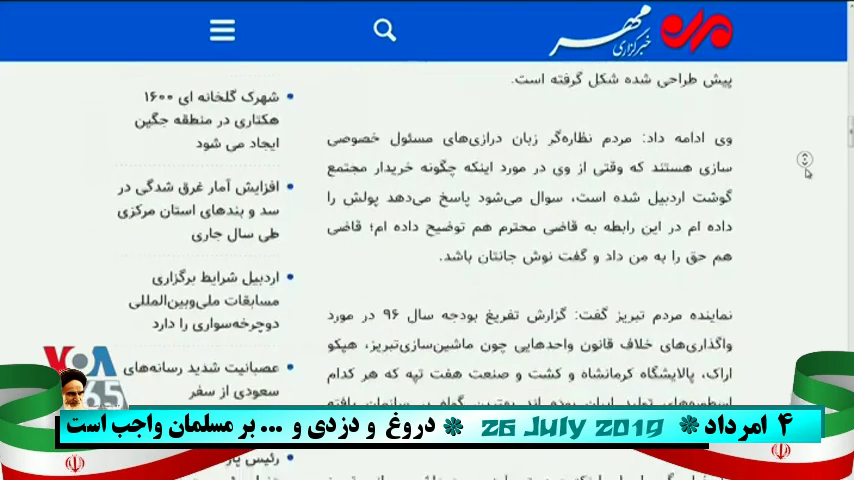 مهر
خبرگزاری
پیش طراحی شده شکل گرفته است.
وی ادامه داد: مردم نظاره‌گر زبان درازی‌های مسئول خصوصی
سازی هستند که وقتی از وی در مورد اینکه چگونه خریدار مجتمع
گوشت اردبیل شده است، سوال می‌شود پاسخ می‌دهد پولش را
داده ام در این رابطه به قاضی محترم هم توضیح داده ام؛ قاضی
هم حق را به من داد و گفت نوش جانتان باشد.
نماینده مردم تبریز گفت: گزارش تفریغ بودجه سال ۹۶ در مورد
واگذاری‌های خلاف قانون واحدهایی چون ماشین‌سازی‌تبریز، هپکو
اراک، پالایشگاه کرمانشاه و کشت و صنعت هفت تپه که هر کدام
شهرک گلخانه ای ۱۶۰۰
هکتاری در منطقه جگین
ایجاد می شود
افزایش آمار غرق شدگی در
سد و بندهای استان مرکزی
طی سال جاری
اردبیل شرایط برگزاری
مسابقات ملی‌وبین‌المللی
دوچرخه‌سواری را دارد
عصبانیت شدید رسانه‌های
سعودی از سفر
VOA
365
۴ امرداد ❋ 26 July 2019 ❋ دروغ و دزدی و ... بر مسلمان واجب است